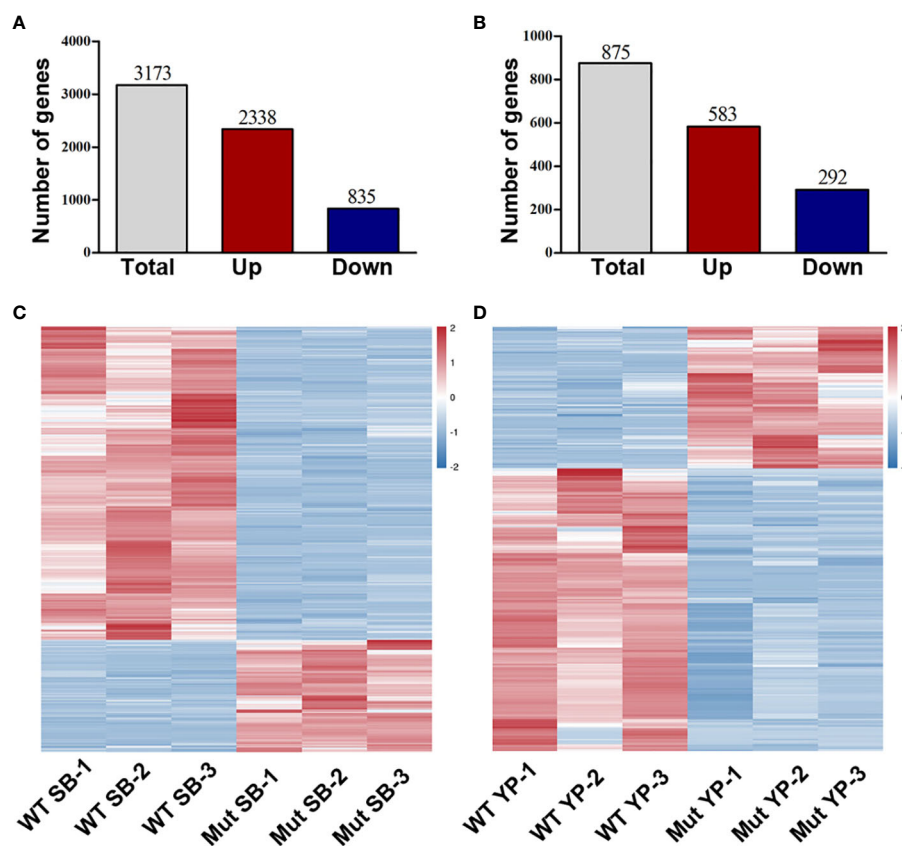 A
Number of genes
4000
3000
2000
1000
0
3173
2338
835
Total Up Down
B
Number of genes
1000
800
600
400
200
0
875
583
292
Total Up Down
C
2
1
0
-1
-2
WT SB-1 WT SB-2 WT SB-3 Mut SB-1 Mut SB-2 Mut SB-3
D
WT YP-1 WT YP-2 WT YP-3 Mut YP-1 Mut YP-2 Mut YP-3